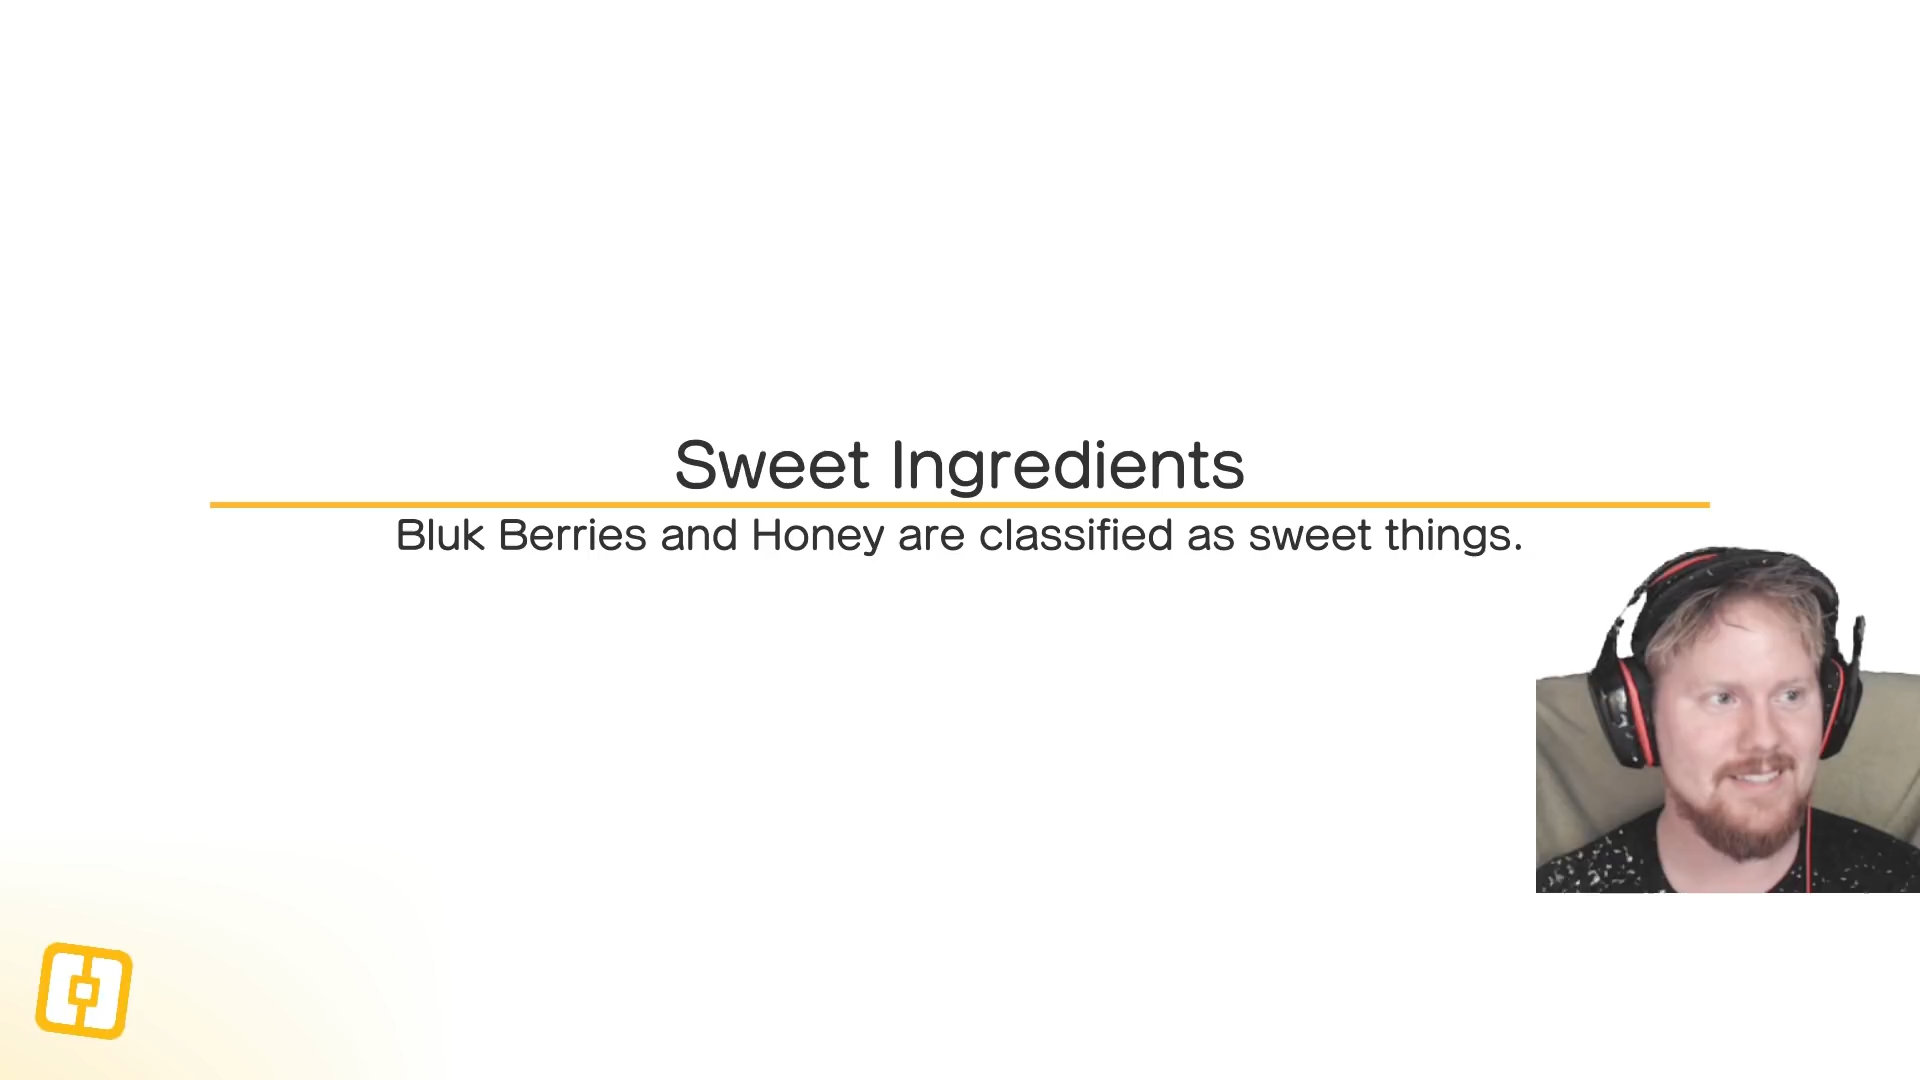 Sweet Ingredients
Bluk Berries and Honey are classified as sweet things.